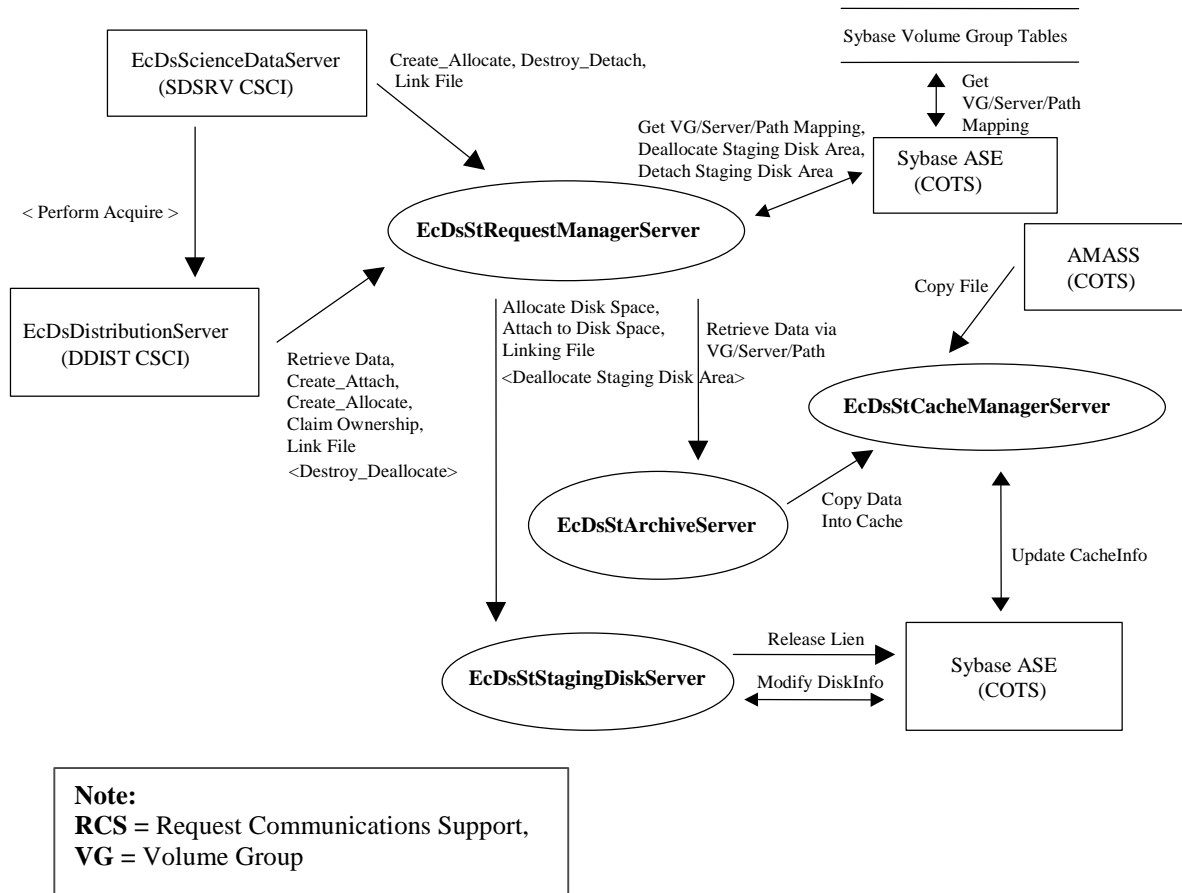 EcDsScienceDataServer
(SDSRV CSCI)
Create_Allocate, Destroy_Detach,
Link File
Sybase Volume Group Tables
Get
VG/Server/Path
Mapping
Get VG/Server/Path Mapping,
Deallocate Staging Disk Area,
Detach Staging Disk Area
Sybase ASE
(COTS)
< Perform Acquire >
EcDsStRequestManagerServer
AMASS
(COTS)
Copy File
EcDsDistributionServer
(DDIST CSCI)
Retrieve Data,
Create_Attach,
Create_Allocate,
Claim Ownership,
Link File
<Destroy_Deallocate>
Allocate Disk Space,
Attach to Disk Space,
Linking File
<Deallocate Staging Disk Area>
Retrieve Data via
VG/Server/Path
EcDsStCacheManagerServer
EcDsStArchiveServer
Copy Data
Into Cache
Update CacheInfo
EcDsStStagingDiskServer
Release Lien
Modify DiskInfo
Sybase ASE
(COTS)
Note:
RCS = Request Communications Support,
VG = Volume Group